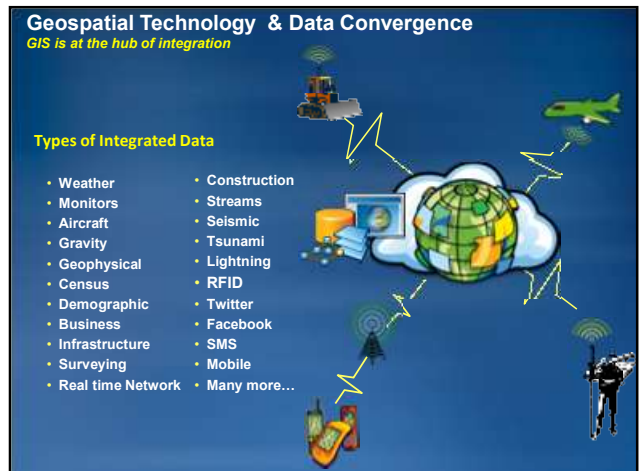 Geospatial Technology & Data Convergence
GIS is at the hub of integration
Types of Integrated Data
• Weather
• Monitors
• Aircraft
• Gravity
• Geophysical
• Census
• Demographic
• Business
• Infrastructure
• Surveying
• Real time Network
• Construction
• Streams
• Seismic
• Tsunami
• Lightning
• RFID
• Twitter
• Facebook
• SMS
• Mobile
• Many more…